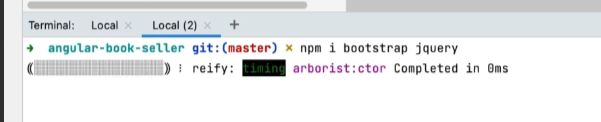 Terminal: Local × Local (2) × +
➜ angular-book-seller git:(master) ✗ npm i bootstrap jquery
(░░░░░░░░░░░░░░░░░░) ⠇ reify: timing arborist:ctor Completed in 0ms